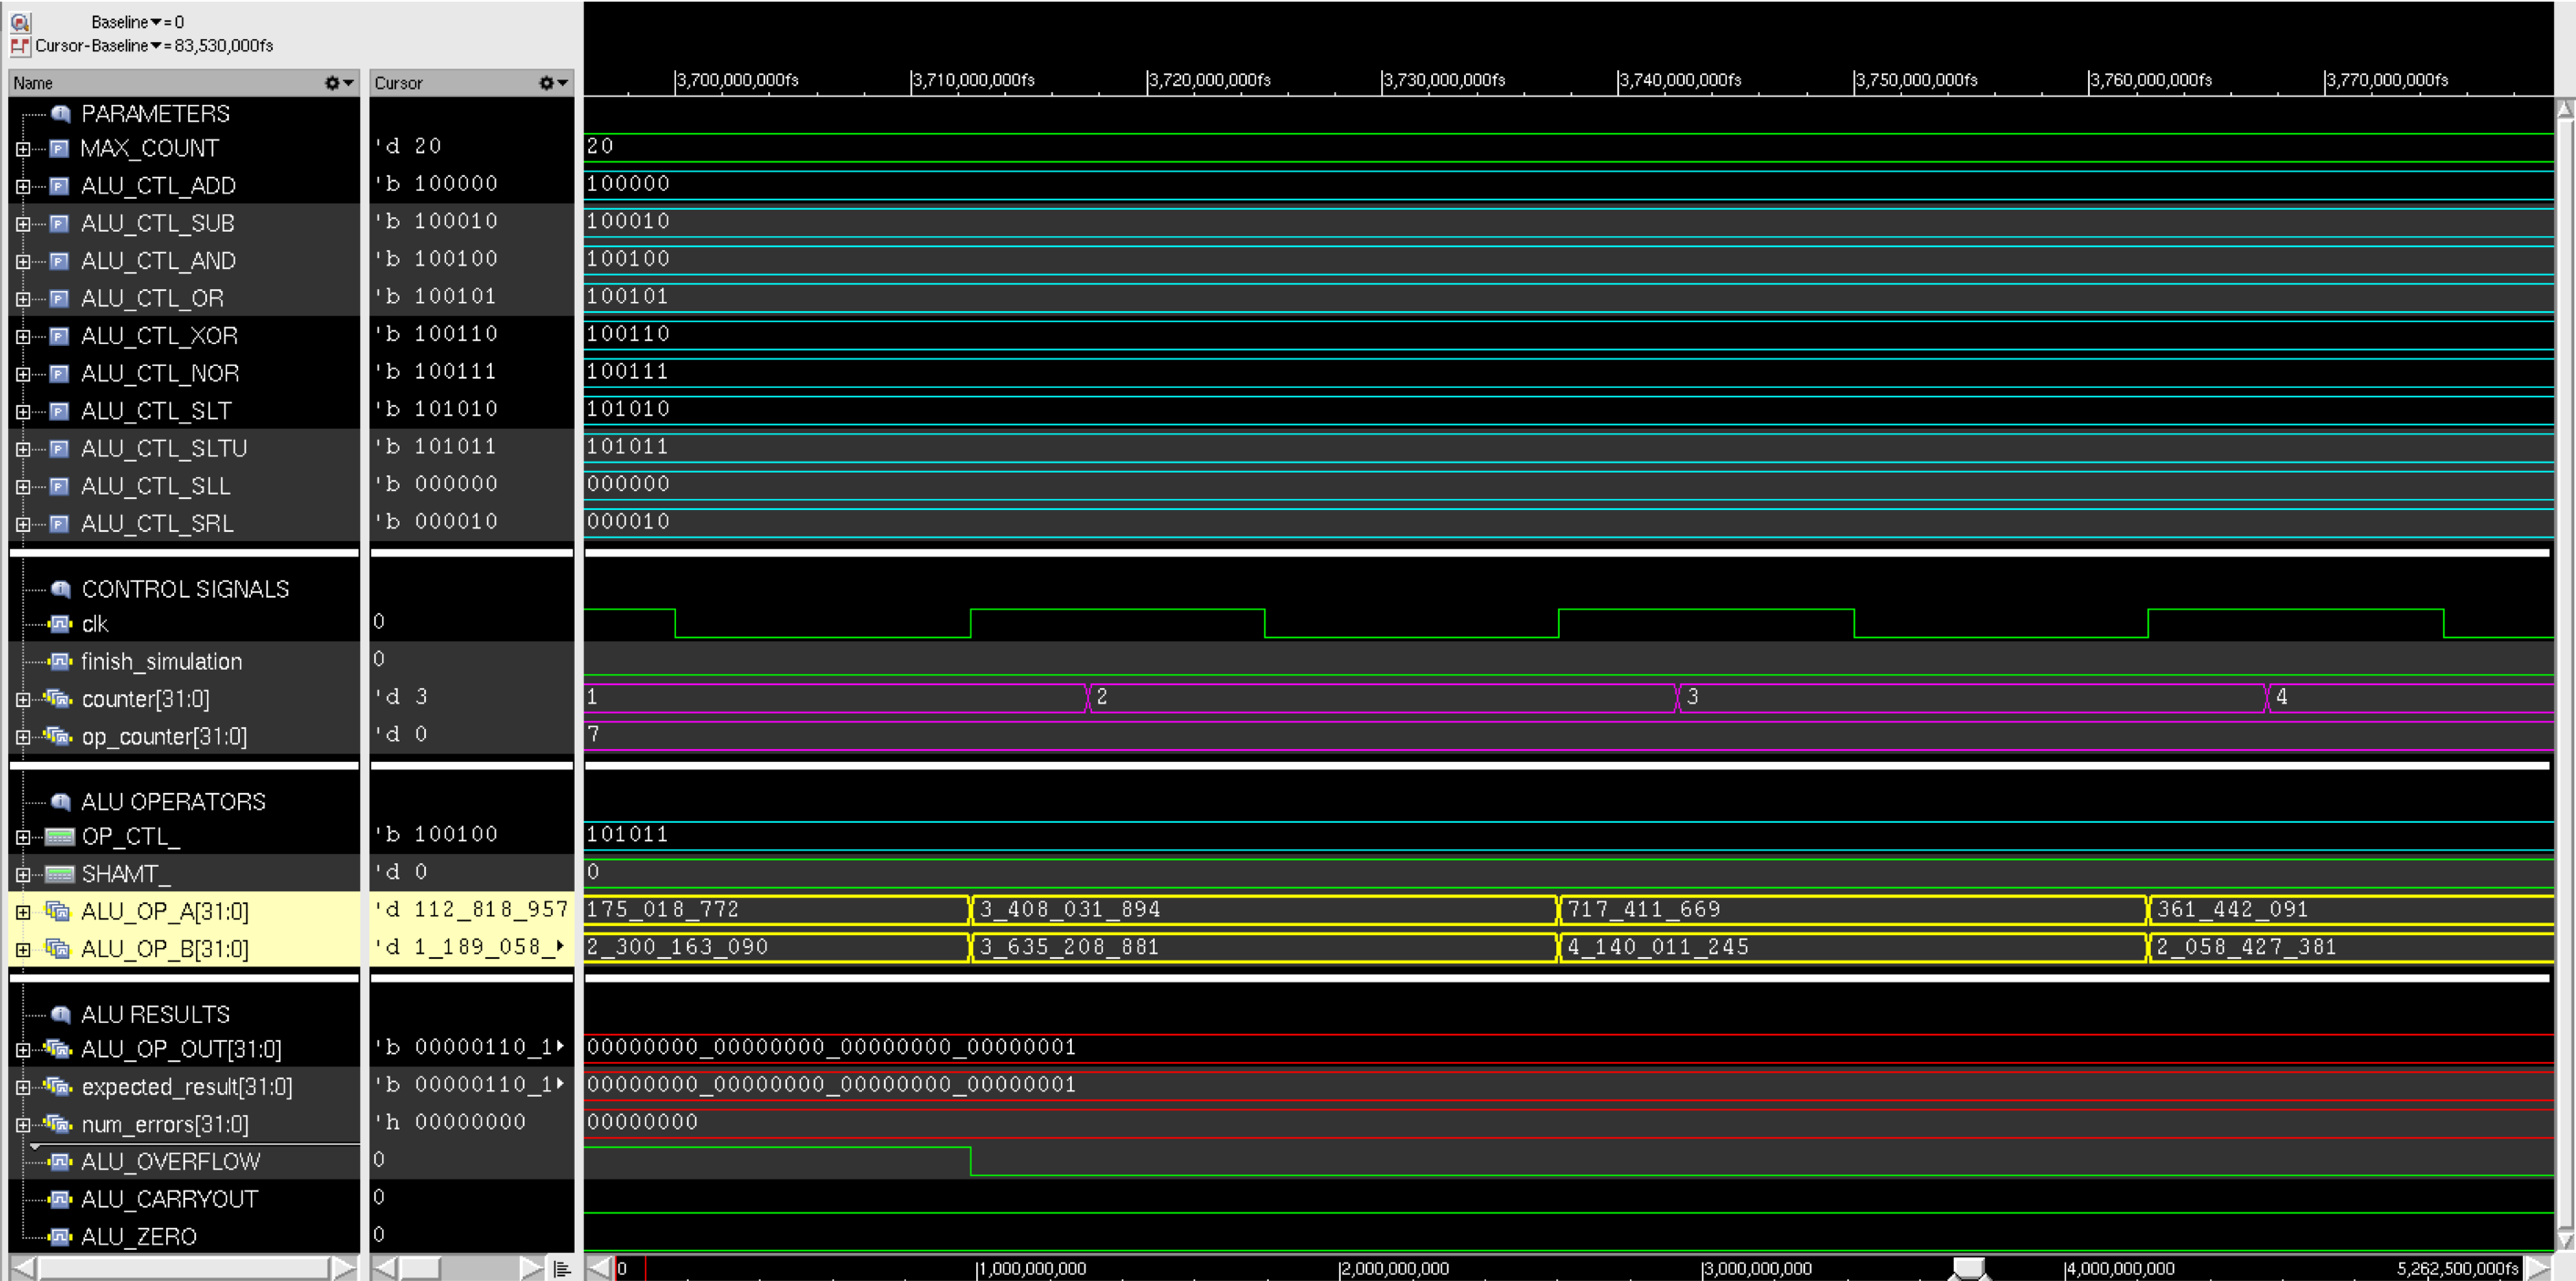 Baseline▼= 0
Cursor-Baseline▼= 83,530,000fs
Name Cursor 3,700,000,000fs 3,710,000,000fs 3,720,000,000fs 3,730,000,000fs 3,740,000,000fs 3,750,000,000fs 3,760,000,000fs 3,770,000,000fs
PARAMETERS
MAX_COUNT 'd 20 20
ALU_CTL_ADD 'b 100000 100000
ALU_CTL_SUB 'b 100010 100010
ALU_CTL_AND 'b 100100 100100
ALU_CTL_OR 'b 100101 100101
ALU_CTL_XOR 'b 100110 100110
ALU_CTL_NOR 'b 100111 100111
ALU_CTL_SLT 'b 101010 101010
ALU_CTL_SLTU 'b 101011 101011
ALU_CTL_SLL 'b 000000 000000
ALU_CTL_SRL 'b 000010 000010
CONTROL SIGNALS
clk 0
finish_simulation 0
counter[31:0] 'd 3 1 2 3 4
op_counter[31:0] 'd 0 7
ALU OPERATORS
OP_CTL_ 'b 100100 101011
SHAMT_ 'd 0 0
ALU_OP_A[31:0] 'd 112_818_957 175_018_772 3_408_031_894 717_411_669 361_442_091
ALU_OP_B[31:0] 'd 1_189_058_ 2_300_163_090 3_635_208_881 4_140_011_245 2_058_427_381
ALU RESULTS
ALU_OP_OUT[31:0] 'b 00000110_1 00000000_00000000_00000000_00000001
expected_result[31:0] 'b 00000110_1 00000000_00000000_00000000_00000001
num_errors[31:0] 'h 00000000 00000000
ALU_OVERFLOW 0
ALU_CARRYOUT 0
ALU_ZERO 0
0 1,000,000,000 2,000,000,000 3,000,000,000 4,000,000,000 5,262,500,000fs